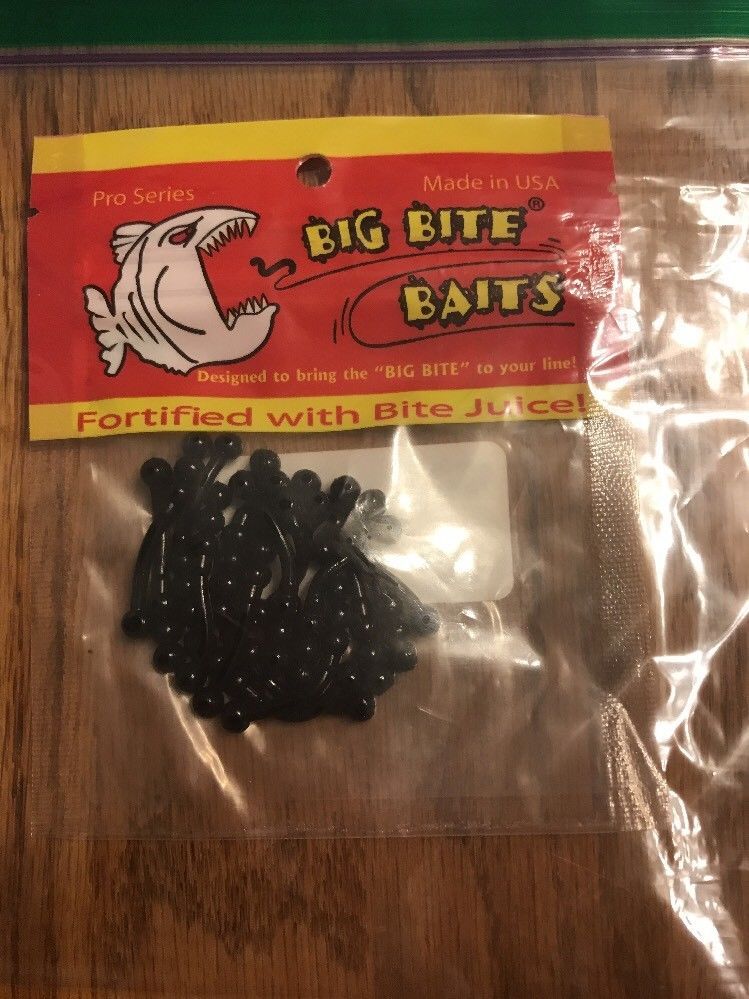 Pro Series
Made in USA
BIG BITE®
BAITS
Designed to bring the "BIG BITE" to your line!
Fortified with Bite Juice!